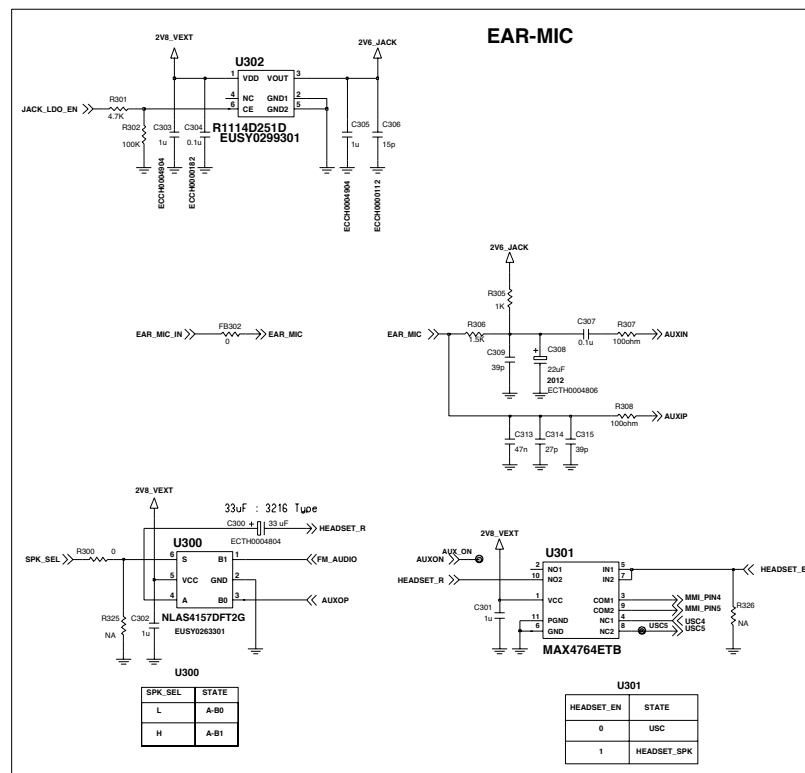 EAR-MIC
2V8_VEXT
2V6_JACK
U302
1 VDD VOUT 3
4 NC GND1 2
6 CE GND2 5
JACK_LDO_EN
R301
4.7K
R302
100K
C303
1u
C304
0.1u
R1114D251D
EUSY0299301
C305
1u
C306
15p
ECCH0004904
ECCH0000182
ECCH0004904
ECCH0000112
2V6_JACK
R305
1K
EAR_MIC_IN
FB302
0
EAR_MIC
EAR_MIC
R306
1.5K
C307
0.1u
R307
100ohm
AUXIN
C309
39p
+
C308
22uF
2012
ECTH0004806
R308
100ohm
AUXIP
C313
47n
C314
27p
C315
39p
2V8_VEXT
33uF : 3216 Type
C300 + 33 uF
HEADSET_R
ECTH0004804
U300
SPK_SEL
R300 0
6 S B1 1
FM_AUDIO
5 VCC GND 2
4 A B0 3
AUXOP
R325
NA
C302
1u
NLAS4157DFT2G
EUSY0263301
U300
SPK_SEL STATE
L A-B0
H A-B1
2V8_VEXT
AUXON
AUX_ON
HEADSET_R
U301
2 NO1 IN1 5
10 NO2 IN2 7
1 VCC COM1 3
COM2 9
11 PGND NC1 4
6 GND NC2 8
MMI_PIN4
MMI_PIN5
USC4
USC5
USC5
C301
1u
R326
NA
MAX4764ETB
U301
HEADSET_EN STATE
0 USC
1 HEADSET_SPK